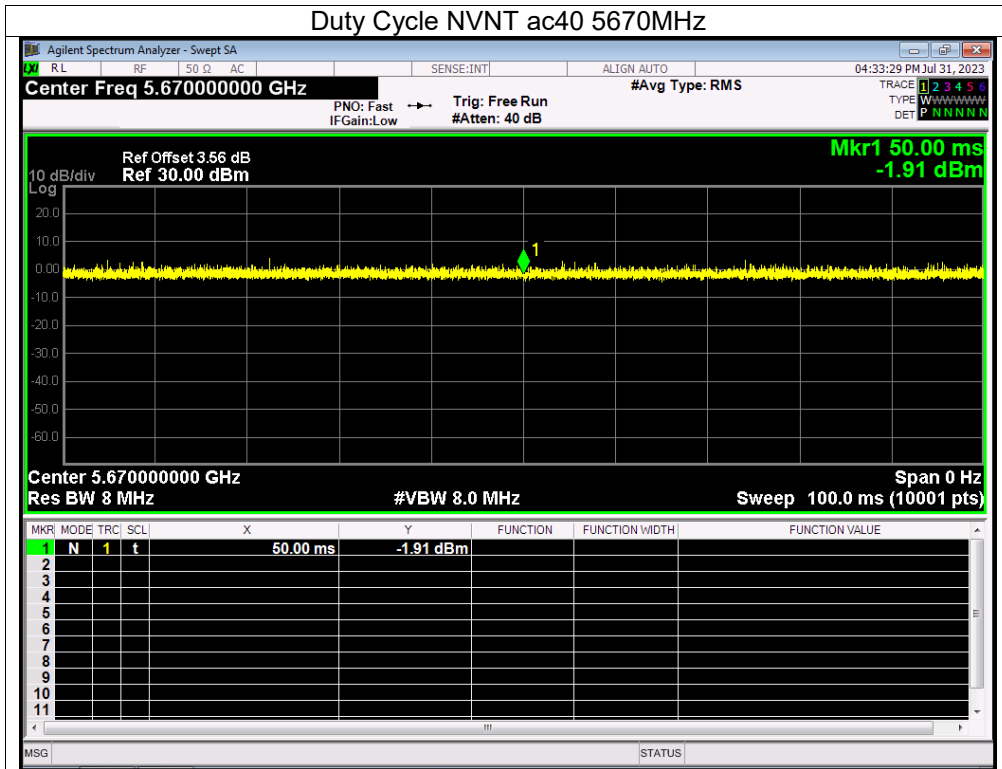 Duty Cycle NVNT ac40 5670MHz
Agilent Spectrum Analyzer - Swept SA
LXI RL RF 50 Ω AC SENSE:INT ALIGN AUTO 04:33:29 PM Jul 31, 2023
Center Freq 5.670000000 GHz #Avg Type: RMS TRACE 1 2 3 4 5 6
PNO: Fast Trig: Free Run TYPE WWWWWW
IFGain:Low #Atten: 40 dB DET P N N N N N
Mkr1 50.00 ms
Ref Offset 3.56 dB
10 dB/div Ref 30.00 dBm -1.91 dBm
Log
20.0
10.0
1
0.00
-10.0
-20.0
-30.0
-40.0
-50.0
-60.0
Center 5.670000000 GHz Span 0 Hz
Res BW 8 MHz #VBW 8.0 MHz Sweep 100.0 ms (10001 pts)
MKR MODE TRC SCL X Y FUNCTION FUNCTION WIDTH FUNCTION VALUE
1 N 1 t 50.00 ms -1.91 dBm
2
3
4
5
6
7
8
9
10
11
MSG STATUS